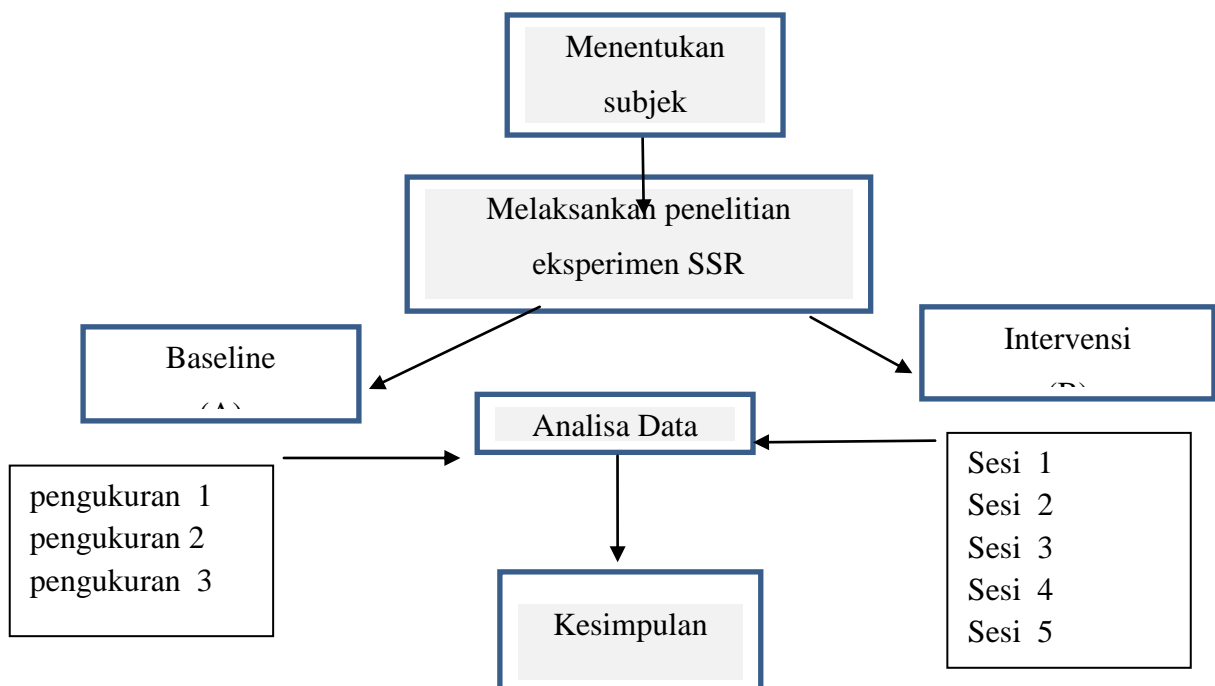 Menentukan
subjek
Melaksankan penelitian
eksperimen SSR
Baseline
Intervensi
Analisa Data
pengukuran 1
pengukuran 2
pengukuran 3
Sesi 1
Sesi 2
Sesi 3
Sesi 4
Sesi 5
Kesimpulan